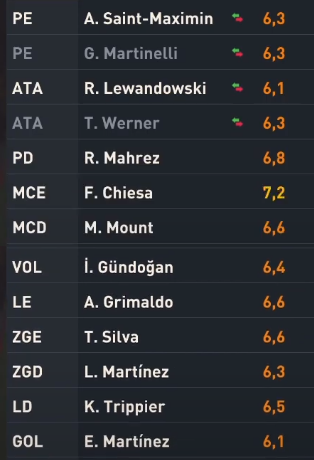 PE A. Saint-Maximin 6,3
PE G. Martinelli 6,3
ATA R. Lewandowski 6,1
ATA T. Werner 6,3
PD R. Mahrez 6,8
MCE F. Chiesa 7,2
MCD M. Mount 6,6
VOL İ. Gündoğan 6,4
LE A. Grimaldo 6,6
ZGE T. Silva 6,6
ZGD L. Martínez 6,3
LD K. Trippier 6,5
GOL E. Martínez 6,1